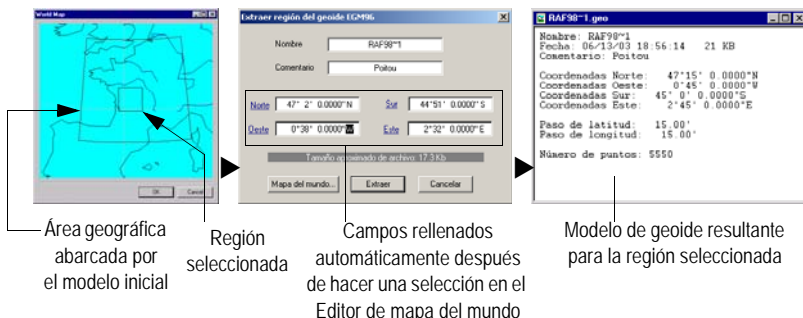 World Map
OK
Cancel
Área geográfica
abarcada por
el modelo inicial
Región
seleccionada
Extraer región del geoide EGM96
Nombre RAF98~1
Comentario Poitou
Norte 47° 2' 0.0000"N Sur 44°51' 0.0000"S
Oeste 0°38' 0.0000"W Este 2°32' 0.0000"E
Tamaño aproximado de archivo: 17.3 Kb
Mapa del mundo... Extraer Cancelar
Campos rellenados
automáticamente después
de hacer una selección en el
Editor de mapa del mundo
RAF98~1.geo
Nombre: RAF98~1
Fecha: 06/13/03 18:56:14 21 KB
Comentario: Poitou
Coordenadas Norte: 47°15' 0.0000"N
Coordenadas Oeste: 0°45' 0.0000"W
Coordenadas Sur: 45° 0' 0.0000"S
Coordenadas Este: 2°45' 0.0000"E
Paso de latitud: 15.00'
Paso de longitud: 15.00'
Número de puntos: 5550
Modelo de geoide resultante
para la región seleccionada